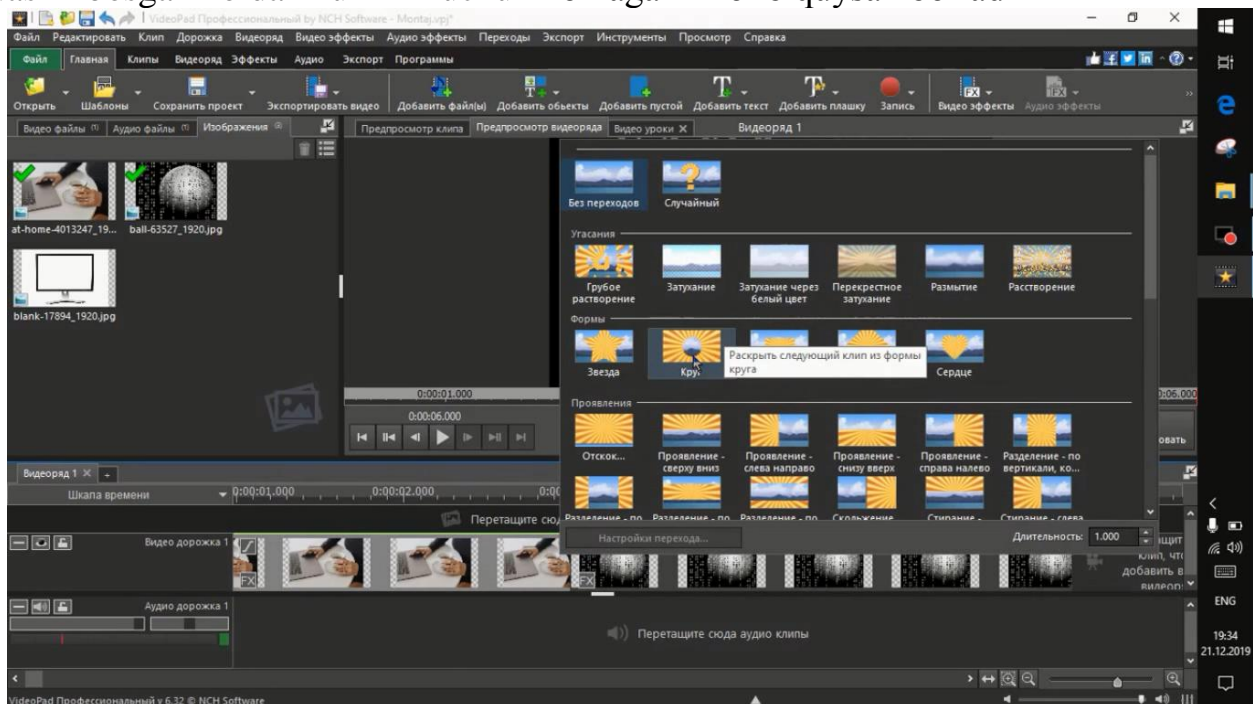 VideoPad Профессиональный by NCH Software - Montaj.vpj*
Файл Редактировать Клип Дорожка Видеоряд Видео эффекты Аудио эффекты Переходы Экспорт Инструменты Просмотр Справка
Файл Главная Клипы Видеоряд Эффекты Аудио Экспорт Программы
Открыть Шаблоны Сохранить проект Экспортировать видео Добавить файл(ы) Добавить объекты Добавить пустой Добавить текст Добавить плашку Запись Видео эффекты Аудио эффекты
Видео файлы Аудио файлы Изображения Предпросмотр клипа Предпросмотр видеоряда Видео уроки Видеоряд 1
Без переходов Случайный
at-home-4013247_19... ball-63527_1920.jpg
Угасания
Грубое растворение Затухание Затухание через белый цвет Перекрестное затухание Размытие Расстворение
blank-17894_1920.jpg
Формы
Раскрыть следующий клип из формы
круга
Звезда Круг Сердце
0:00:01.000
Проявления
0:00:06.000
Отскок... Проявление - сверху вниз Проявление - слева направо Проявление - снизу вверх Проявление - справа налево Разделение - по вертикали, ко...
Видеоряд 1
Шкала времени 0:00:01.000 0:00:02.000
Разделение - по Разделение - по Разделение - по Скольжение Стирание - Стирание - слева
Перетащите сюд
Настройки перехода... Длительность: 1.000
Видео дорожка 1
FX FX
добавить в
Аудио дорожка 1
Перетащите сюда аудио клипы
ENG
19:34
21.12.2019
VideoPad Профессиональный v 6.32 © NCH Software